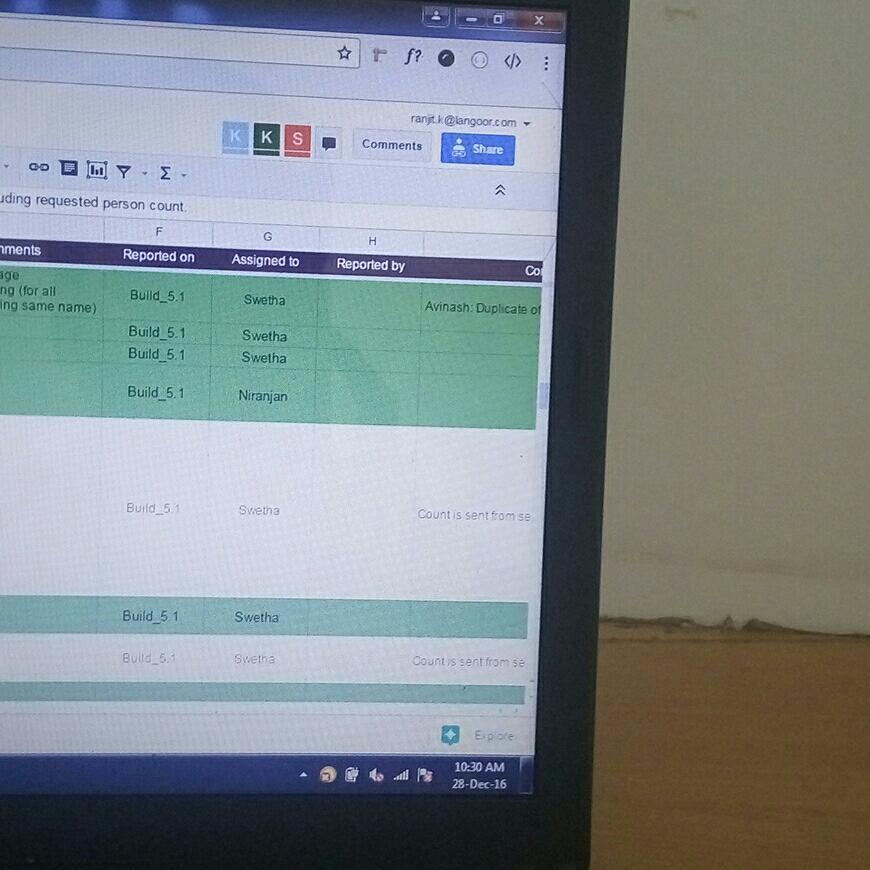 f?
</>
ranjit.k@langoor.com
K K S Comments Share
Σ
uding requested person count.
F G H
nments Reported on Assigned to Reported by Co
age
ng (for all Build_5.1 Swetha
ing same name) Avinash: Duplicate of
Build_5.1 Swetha
Build_5.1 Swetha
Build_5.1 Niranjan
Build_5.1 Swetha Count is sent from se
Build_5.1 Swetha
Build_5.1 Swetha Count is sent from se
Explore
10:30 AM
28-Dec-16